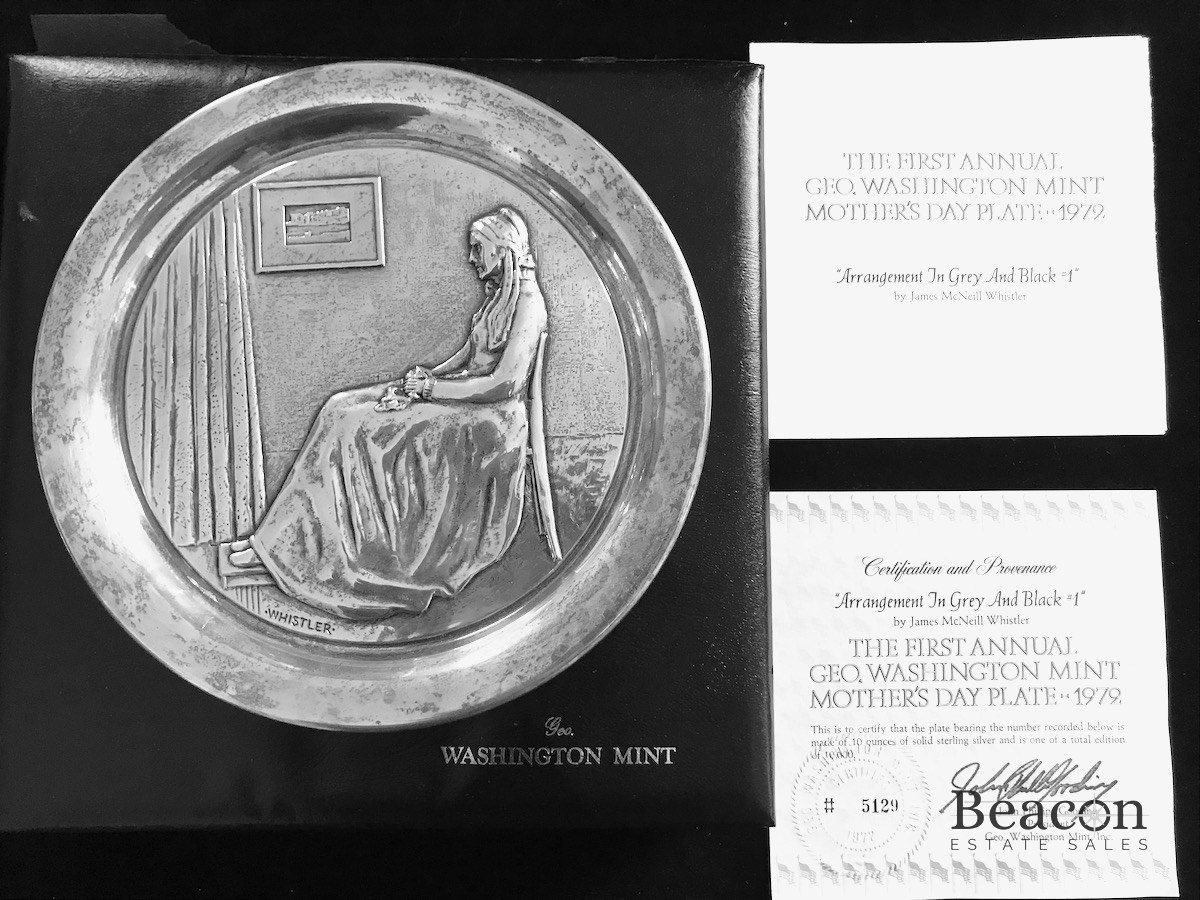 THE FIRST ANNUAL
GEO. WASHINGTON MINT
MOTHER'S DAY PLATE ·· 1972
"Arrangement In Grey And Black #1"
by James McNeill Whistler
·WHISTLER·
Geo.
WASHINGTON MINT
Certification and Provenance
"Arrangement In Grey And Black #1"
by James McNeill Whistler
THE FIRST ANNUAL
GEO. WASHINGTON MINT
MOTHER'S DAY PLATE ·· 1972
This is to certify that the plate bearing the number recorded below is
made of 10 ounces of solid sterling silver and is one of a total edition
of 10,000.
# 5129
Geo. Washington Mint, Inc.
Beacon
ESTATE SALES